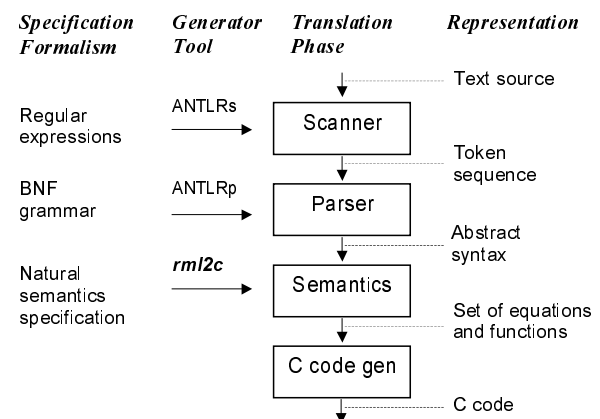 Specification
Formalism
Generator
Tool
Translation
Phase
Representation
Text source
Regular
expressions
ANTLRs
Scanner
Token
sequence
BNF
grammar
ANTLRp
Parser
Abstract
syntax
Natural
semantics
specification
rml2c
Semantics
Set of equations
and functions
C code gen
C code